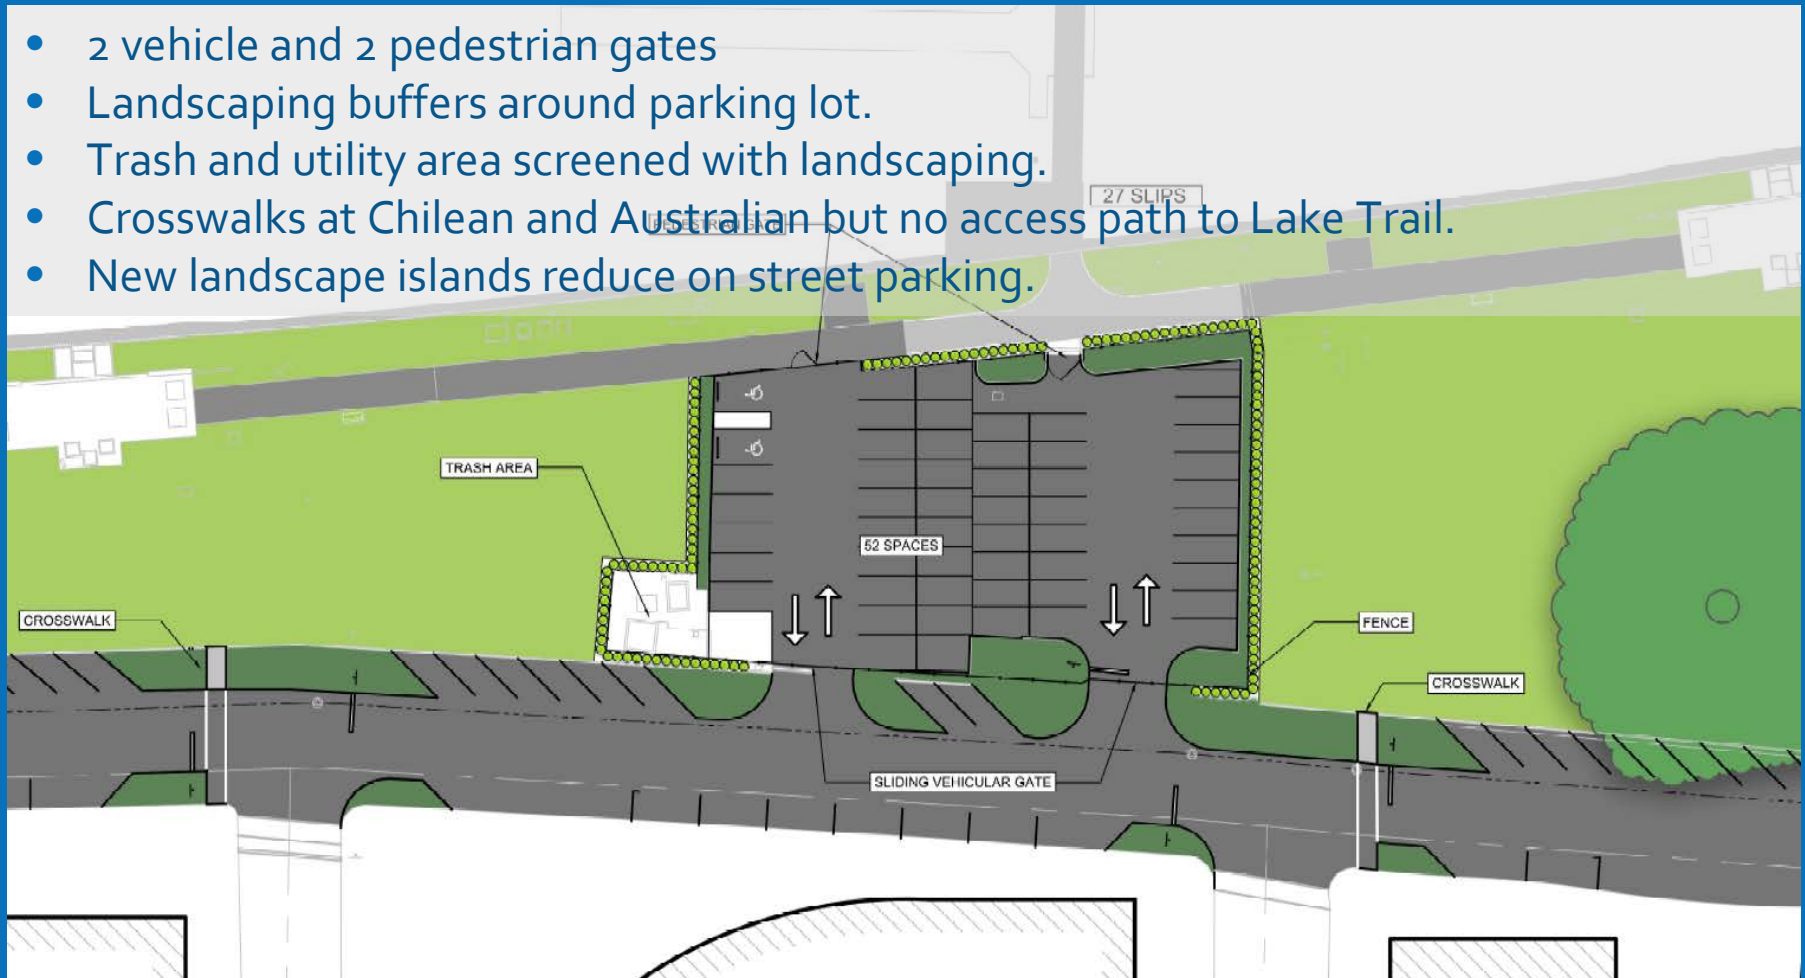 • 2 vehicle and 2 pedestrian gates
• Landscaping buffers around parking lot.
• Trash and utility area screened with landscaping.
• Crosswalks at Chilean and Australian but no access path to Lake Trail.
• New landscape islands reduce on street parking.
27 SLIPS
PEDESTRIAN GATE
TRASH AREA
52 SPACES
CROSSWALK
FENCE
CROSSWALK
SLIDING VEHICULAR GATE